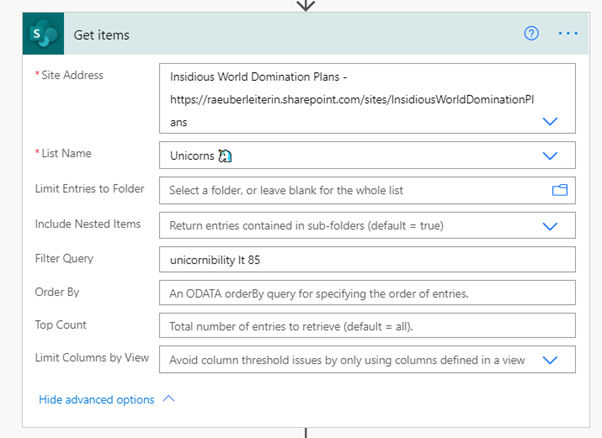 Get items
* Site Address
Insidious World Domination Plans -
https://raeuberleiterin.sharepoint.com/sites/InsidiousWorldDominationPl
ans
* List Name
Unicorns 🦄
Limit Entries to Folder
Select a folder, or leave blank for the whole list
Include Nested Items
Return entries contained in sub-folders (default = true)
Filter Query
unicornibility lt 85
Order By
An ODATA orderBy query for specifying the order of entries.
Top Count
Total number of entries to retrieve (default = all).
Limit Columns by View
Avoid column threshold issues by only using columns defined in a view
Hide advanced options